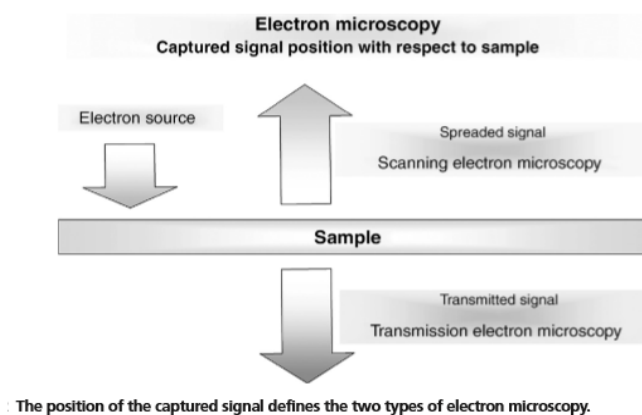 Electron microscopy
Captured signal position with respect to sample
Electron source
Spreaded signal
Scanning electron microscopy
Sample
Transmitted signal
Transmission electron microscopy
: The position of the captured signal defines the two types of electron microscopy.